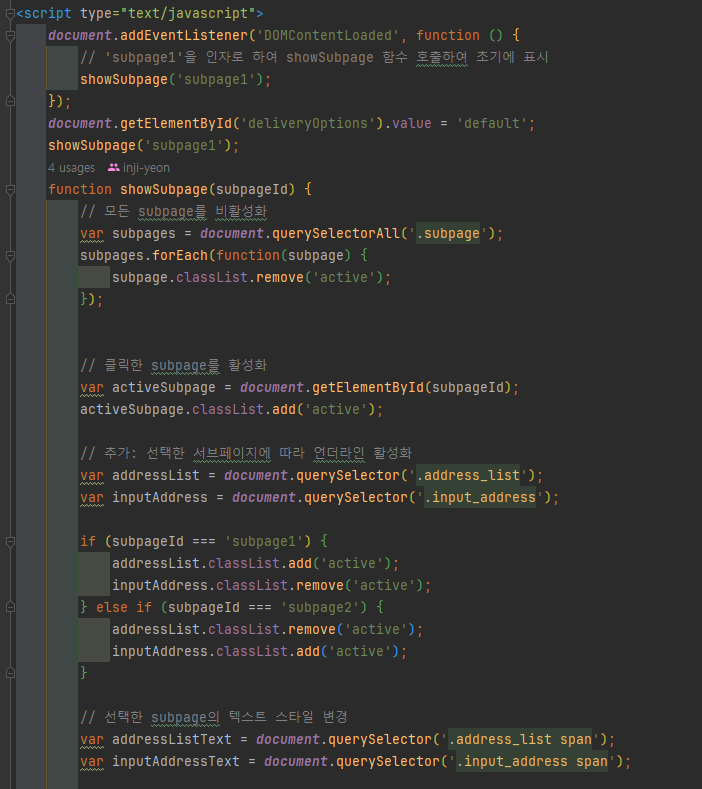 <script type="text/javascript">
document.addEventListener('DOMContentLoaded', function () {
// 'subpage1'을 인자로 하여 showSubpage 함수 호출하여 초기에 표시
showSubpage('subpage1');
});
document.getElementById('deliveryOptions').value = 'default';
showSubpage('subpage1');
4 usages inji-yeon
function showSubpage(subpageId) {
// 모든 subpage를 비활성화
var subpages = document.querySelectorAll('.subpage');
subpages.forEach(function(subpage) {
subpage.classList.remove('active');
});
// 클릭한 subpage를 활성화
var activeSubpage = document.getElementById(subpageId);
activeSubpage.classList.add('active');
// 추가: 선택한 서브페이지에 따라 언더라인 활성화
var addressList = document.querySelector('.address_list');
var inputAddress = document.querySelector('.input_address');
if (subpageId === 'subpage1') {
addressList.classList.add('active');
inputAddress.classList.remove('active');
} else if (subpageId === 'subpage2') {
addressList.classList.remove('active');
inputAddress.classList.add('active');
}
// 선택한 subpage의 텍스트 스타일 변경
var addressListText = document.querySelector('.address_list span');
var inputAddressText = document.querySelector('.input_address span');